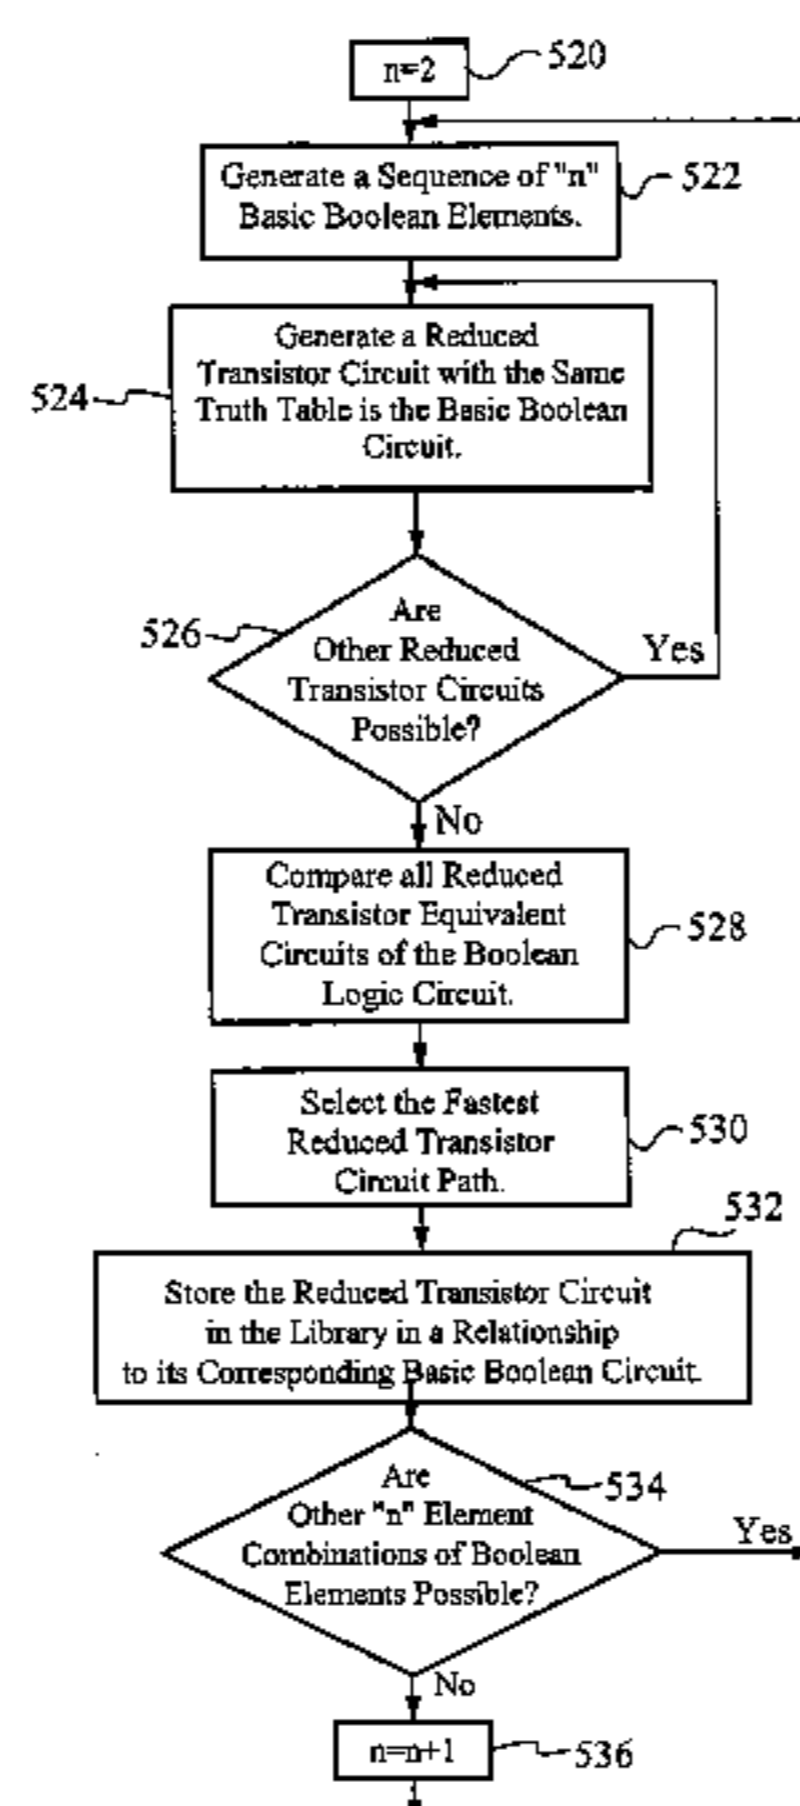 n=2
520
Generate a Sequence of "n"
Basic Boolean Elements.
522
Generate a Reduced
Transistor Circuit with the Same
Truth Table is the Basic Boolean
Circuit.
524
Are
Other Reduced
Transistor Circuits
Possible?
526
Yes
No
Compare all Reduced
Transistor Equivalent
Circuits of the Boolean
Logic Circuit.
528
Select the Fastest
Reduced Transistor
Circuit Path.
530
532
Store the Reduced Transistor Circuit
in the Library in a Relationship
to its Corresponding Basic Boolean Circuit.
Are
Other "n" Element
Combinations of Boolean
Elements Possible?
534
Yes
No
n=n+1
536